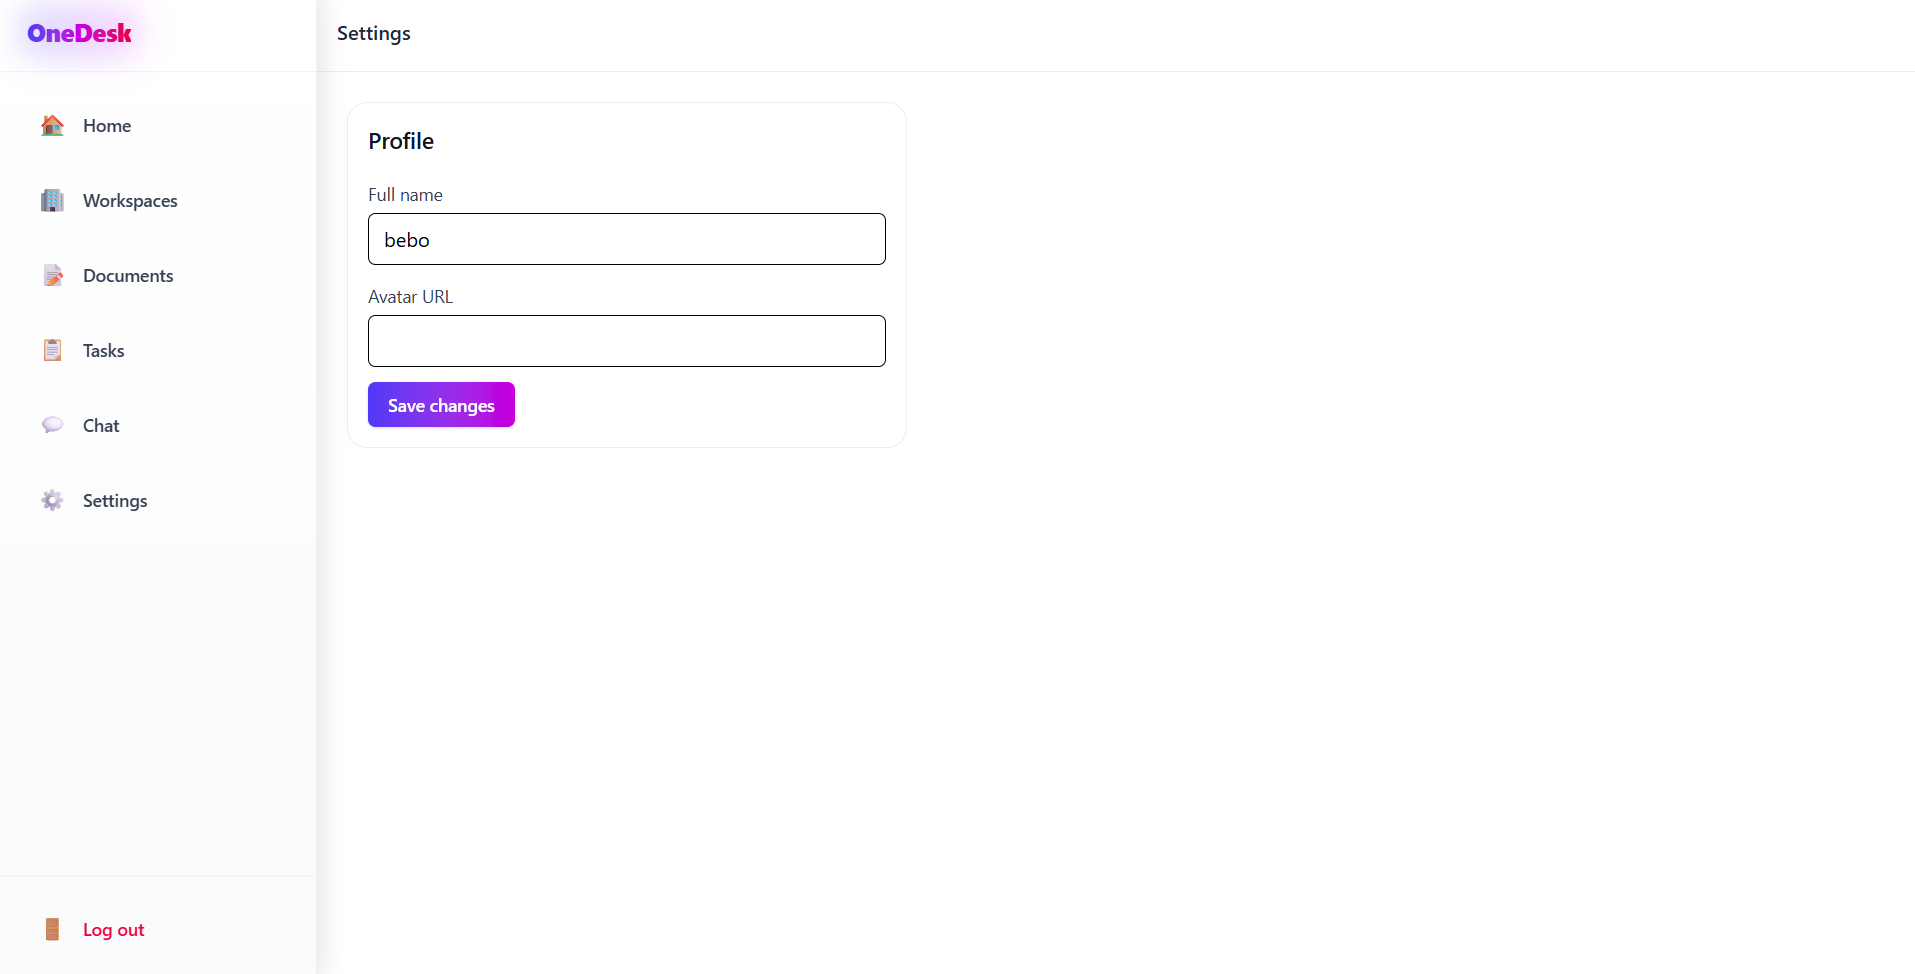 OneDesk
Settings
Home
Workspaces
Documents
Tasks
Chat
Settings
Log out
Profile
Full name
bebo
Avatar URL
Save changes